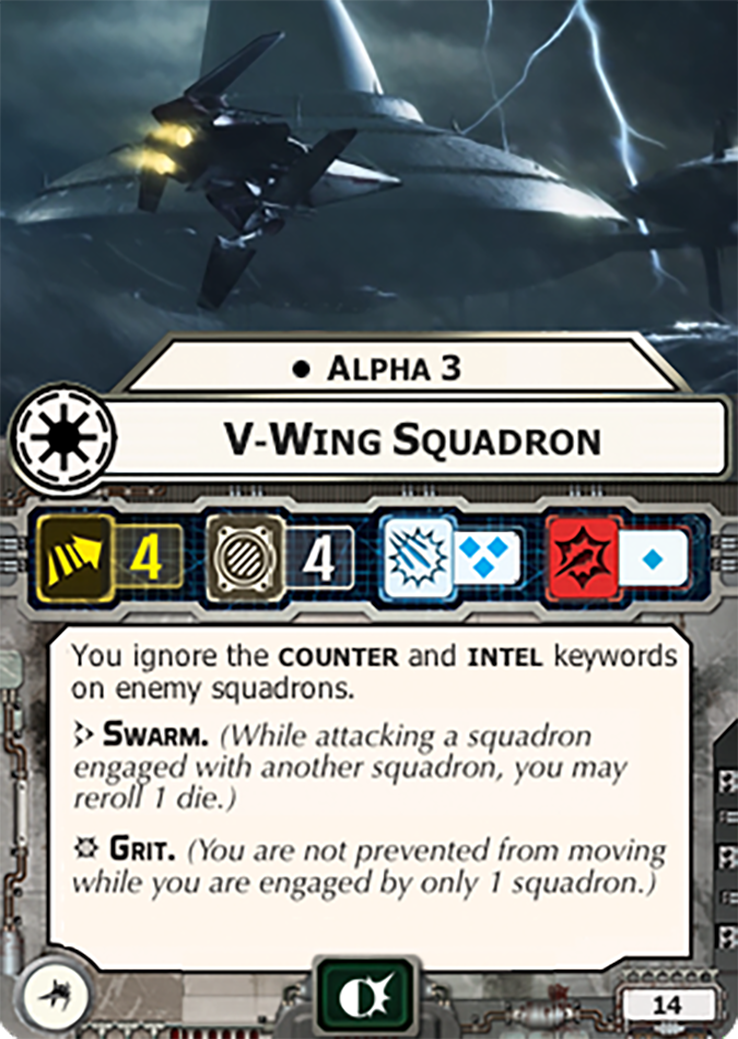 ● Alpha 3
V-Wing Squadron
4 4
You ignore the COUNTER and INTEL keywords
on enemy squadrons.
Swarm. (While attacking a squadron
engaged with another squadron, you may
reroll 1 die.)
Grit. (You are not prevented from moving
while you are engaged by only 1 squadron.)
14